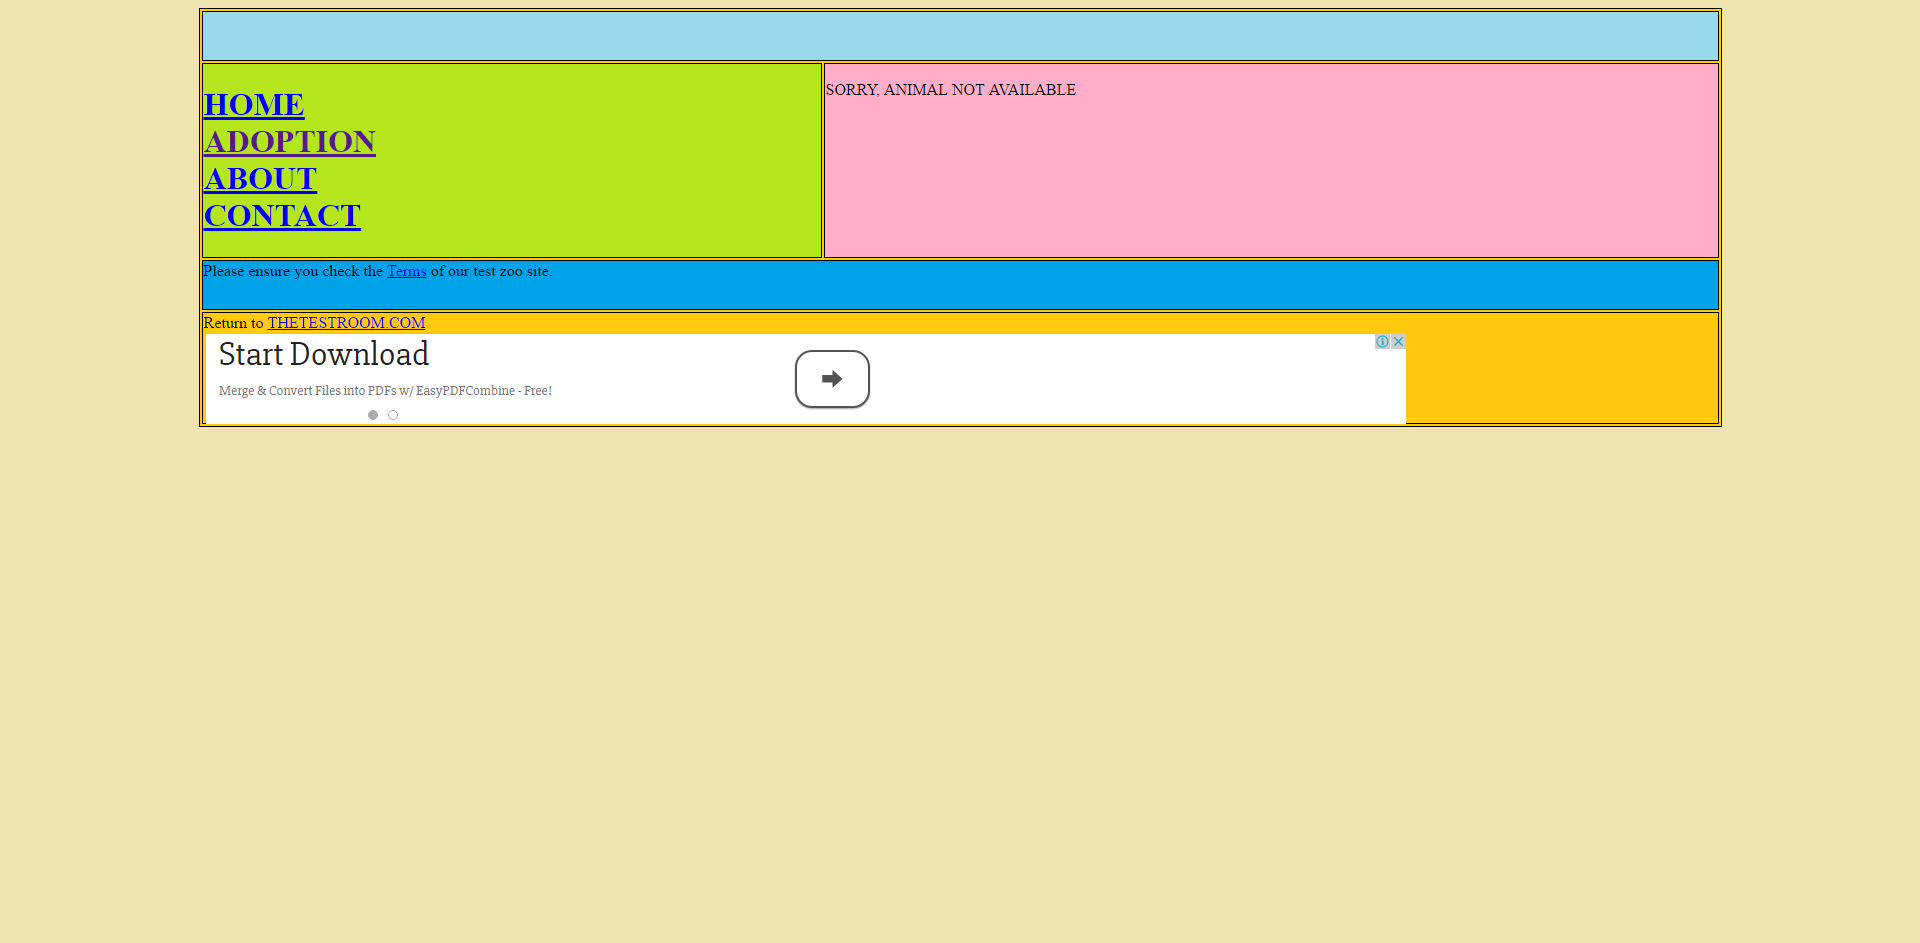 HOME
ADOPTION
ABOUT
CONTACT
SORRY, ANIMAL NOT AVAILABLE
Please ensure you check the Terms of our test zoo site.
Return to THETESTROOM.COM
Start Download
Merge & Convert Files into PDFs w/ EasyPDFCombine - Free!